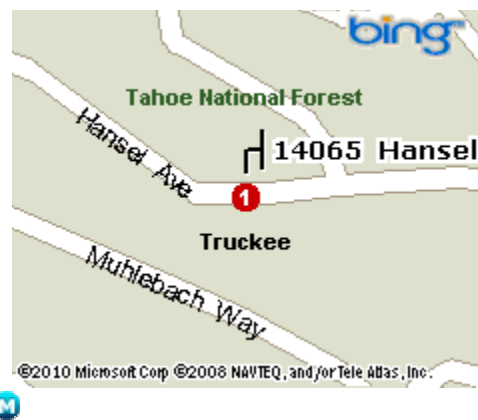 bing™
Tahoe National Forest
Hansel Ave
14065 Hansel
1
Truckee
Muhlebach Way
©2010 Microsoft Corp ©2008 NAVTEQ, and/or Tele Atlas, Inc.
M